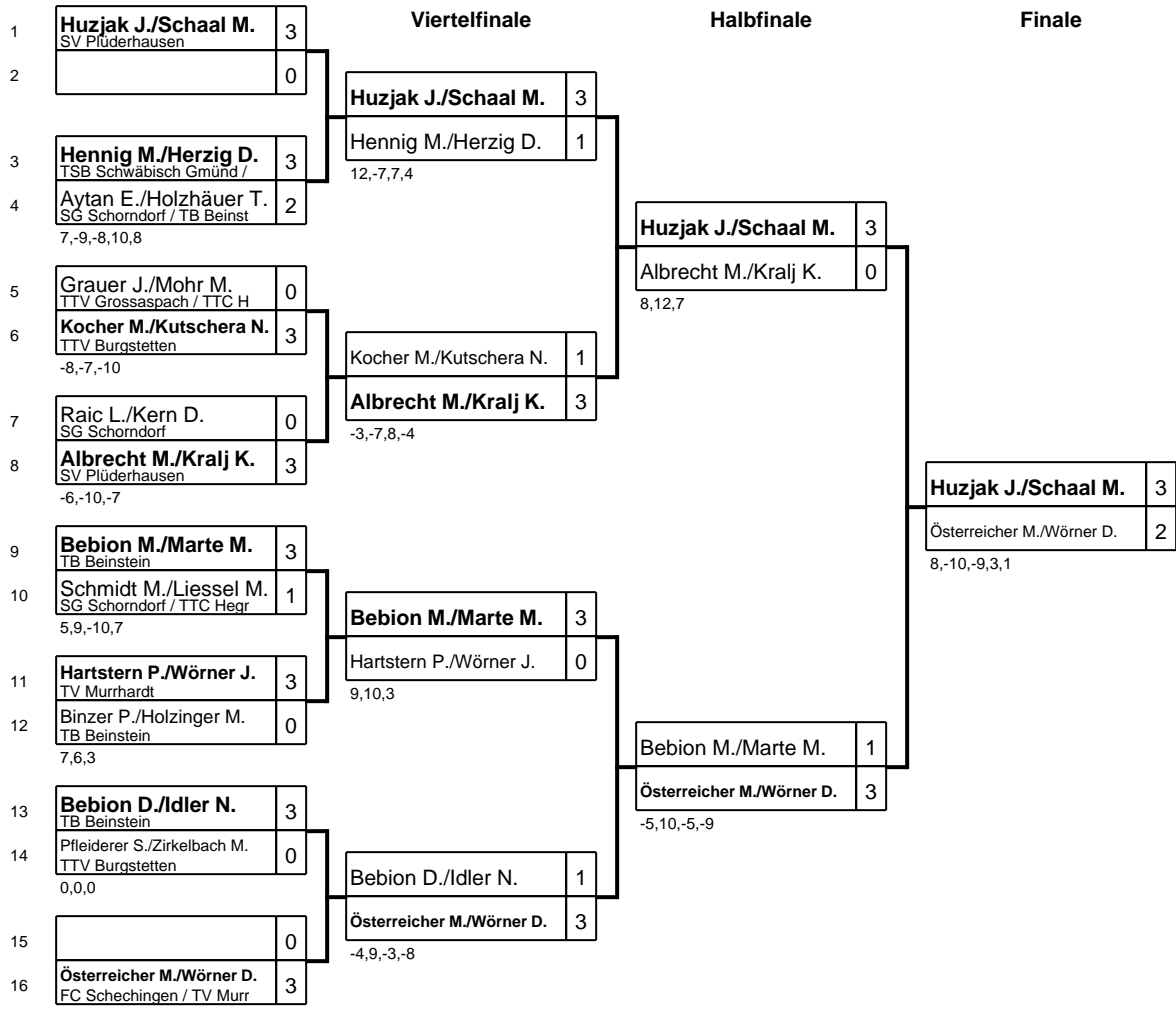 Viertelfinale
Halbfinale
Finale
1
Huzjak J./Schaal M. 3
SV Plüderhausen
2
0
3
Hennig M./Herzig D. 3
TSB Schwäbisch Gmünd /
4
Aytan E./Holzhäuer T. 2
SG Schorndorf / TB Beinst
7,-9,-8,10,8
5
Grauer J./Mohr M. 0
TTV Grossaspach / TTC H
6
Kocher M./Kutschera N. 3
TTV Burgstetten
-8,-7,-10
7
Raic L./Kern D. 0
SG Schorndorf
8
Albrecht M./Kralj K. 3
SV Plüderhausen
-6,-10,-7
9
Bebion M./Marte M. 3
TB Beinstein
10
Schmidt M./Liessel M. 1
SG Schorndorf / TTC Hegr
5,9,-10,7
11
Hartstern P./Wörner J. 3
TV Murrhardt
12
Binzer P./Holzinger M. 0
TB Beinstein
7,6,3
13
Bebion D./Idler N. 3
TB Beinstein
14
Pfleiderer S./Zirkelbach M. 0
TTV Burgstetten
0,0,0
15
0
16
Österreicher M./Wörner D. 3
FC Schechingen / TV Murr
Huzjak J./Schaal M. 3
Hennig M./Herzig D. 1
12,-7,7,4
Kocher M./Kutschera N. 1
Albrecht M./Kralj K. 3
-3,-7,8,-4
Bebion M./Marte M. 3
Hartstern P./Wörner J. 0
9,10,3
Bebion D./Idler N. 1
Österreicher M./Wörner D. 3
-4,9,-3,-8
Huzjak J./Schaal M. 3
Albrecht M./Kralj K. 0
8,12,7
Bebion M./Marte M. 1
Österreicher M./Wörner D. 3
-5,10,-5,-9
Huzjak J./Schaal M. 3
Österreicher M./Wörner D. 2
8,-10,-9,3,1